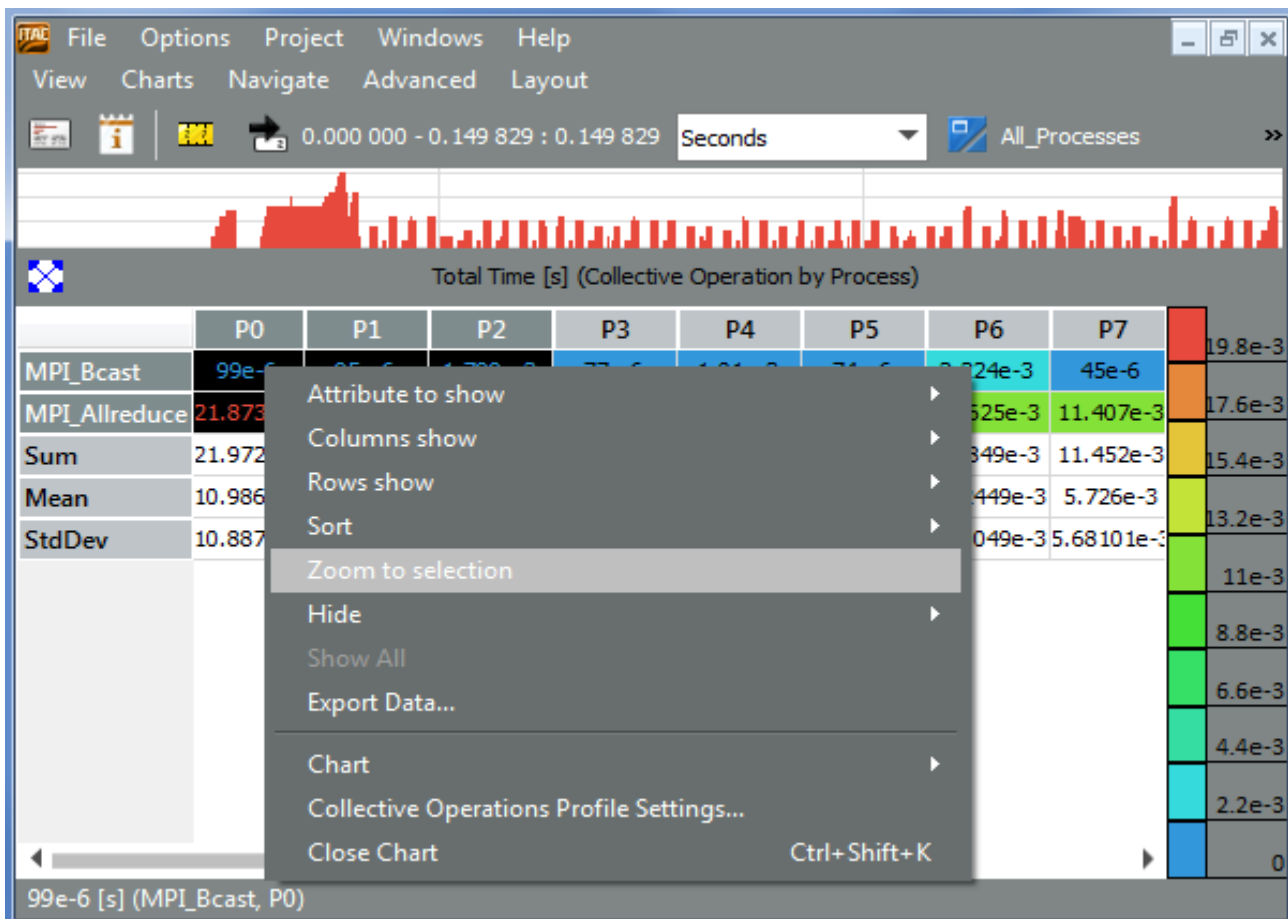 ITAC File Options Project Windows Help
View Charts Navigate Advanced Layout
0.000 000 - 0.149 829 : 0.149 829 Seconds All_Processes »
Total Time [s] (Collective Operation by Process)
P0 P1 P2 P3 P4 P5 P6 P7
19.8e-3
MPI_Bcast 99e-6 45e-6
MPI_Allreduce 21.873 11.407e-3
17.6e-3
Sum 21.972 11.452e-3
15.4e-3
Mean 10.986 5.726e-3
13.2e-3
StdDev 10.887 5.68101e-3
11e-3
8.8e-3
6.6e-3
4.4e-3
2.2e-3
0
Attribute to show
Columns show
Rows show
Sort
Zoom to selection
Hide
Show All
Export Data...
Chart
Collective Operations Profile Settings...
Close Chart Ctrl+Shift+K
99e-6 [s] (MPI_Bcast, P0)